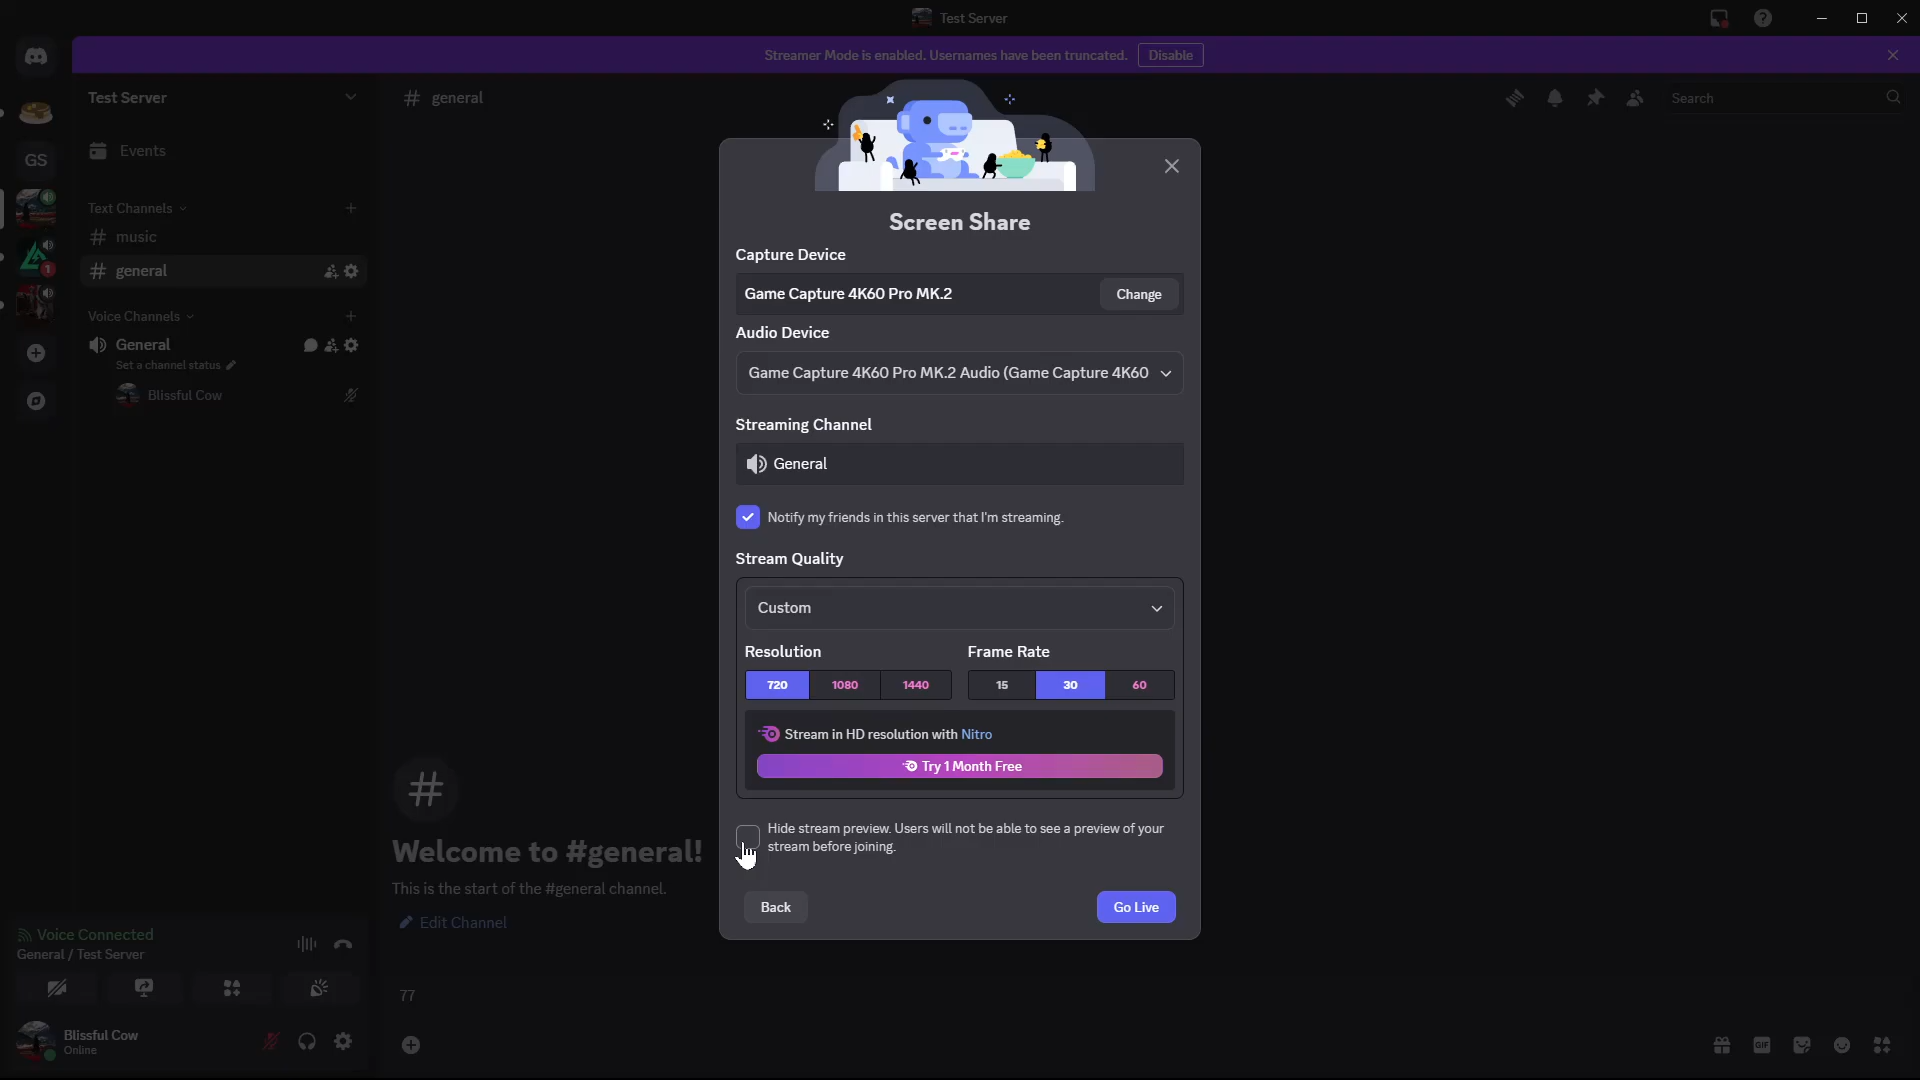 Test Server
Streamer Mode is enabled. Usernames have been truncated.
Disable
Test Server
# general
Search
GS
Events
Text Channels
# music
# general
Voice Channels
General
Set a channel status
Blissful Cow
1
Screen Share
Capture Device
Game Capture 4K60 Pro MK.2
Change
Audio Device
Game Capture 4K60 Pro MK.2 Audio (Game Capture 4K60
Streaming Channel
General
Notify my friends in this server that I'm streaming.
Stream Quality
Custom
Resolution
Frame Rate
720 1080 1440
15 30 60
Stream in HD resolution with Nitro
Try 1 Month Free
Hide stream preview. Users will not be able to see a preview of your
stream before joining.
Back
Go Live
#
Welcome to #general!
This is the start of the #general channel.
Edit Channel
77
Voice Connected
General / Test Server
Blissful Cow
Online
GIF